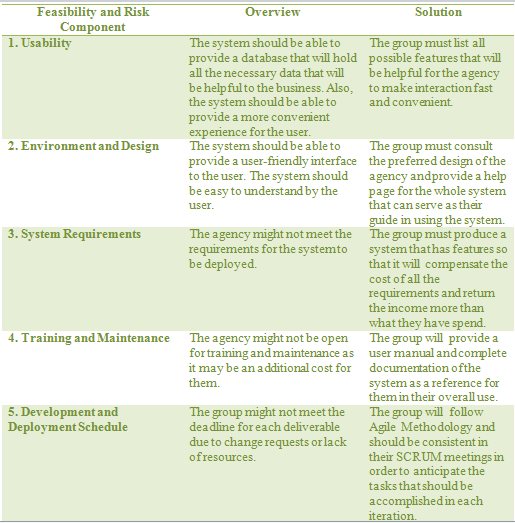 Feasibility and Risk Component
Overview
Solution
1. Usability
The system should be able to
provide a database that will hold
all the necessary data that will
be helpful to the business. Also,
the system should be able to
provide a more convenient
experience for the user.
The group must list all
possible features that will
be helpful for the agency
to make interaction fast
and convenient.
2. Environment and Design
The system should be able to
provide a user-friendly interface
to the user. The system should
be easy to understand by the
user.
The group must consult
the preferred design of the
agency and provide a help
page for the whole system
that can serve as their
guide in using the system.
3. System Requirements
The agency might not meet the
requirements for the system to
be deployed.
The group must produce a
system that has features so
that it will compensate the
cost of all the
requirements and return
the income more than
what they have spend.
4. Training and Maintenance
The agency might not be open
for training and maintenance as
it may be an additional cost for
them.
The group will provide a
user manual and complete
documentation of the
system as a reference for
them in their overall use.
5. Development and
Deployment Schedule
The group might not meet the
deadline for each deliverable
due to change requests or lack
of resources.
The group will follow
Agile Methodology and
should be consistent in
their SCRUM meetings in
order to anticipate the
tasks that should be
accomplished in each
iteration.